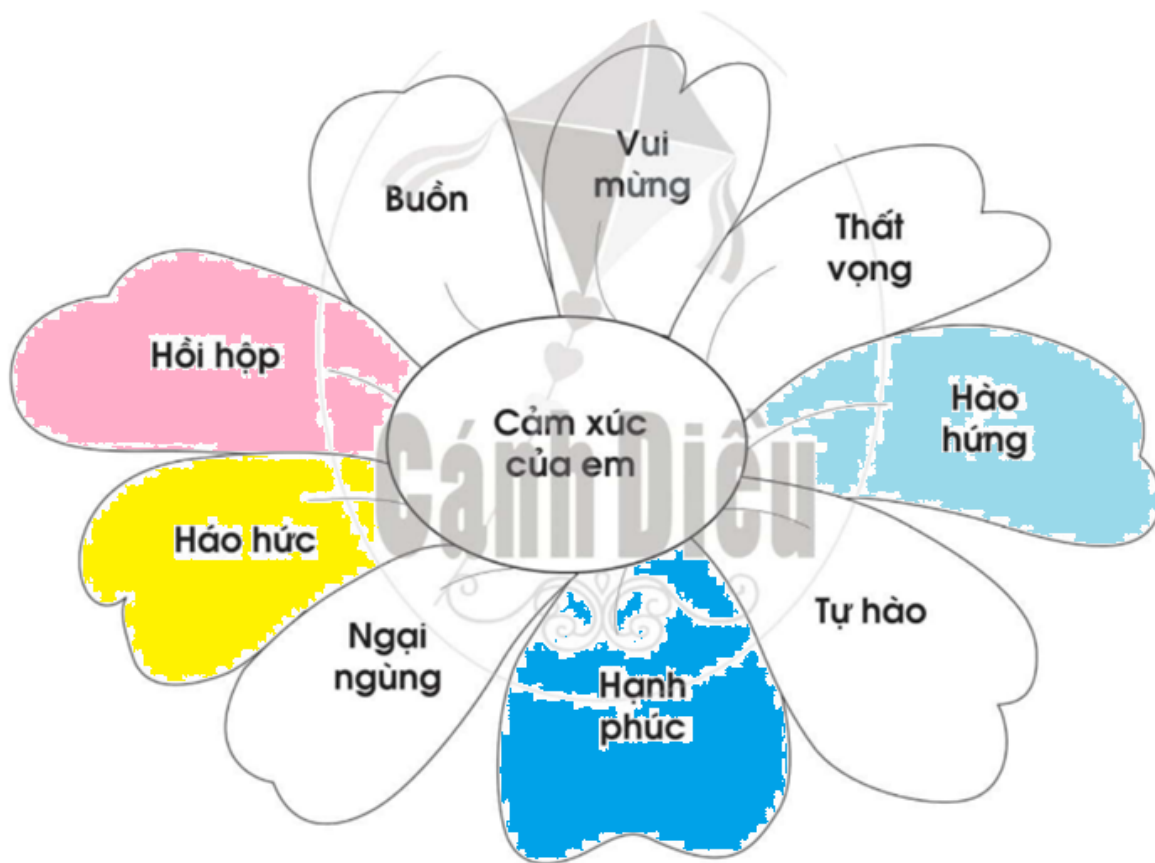 Buồn
Vui
mừng
Thất
vọng
Hồi hộp
Hào
hứng
Cảm xúc
của em
Cánh Diều
Háo hức
Tự hào
Ngại
ngùng
Hạnh
phúc